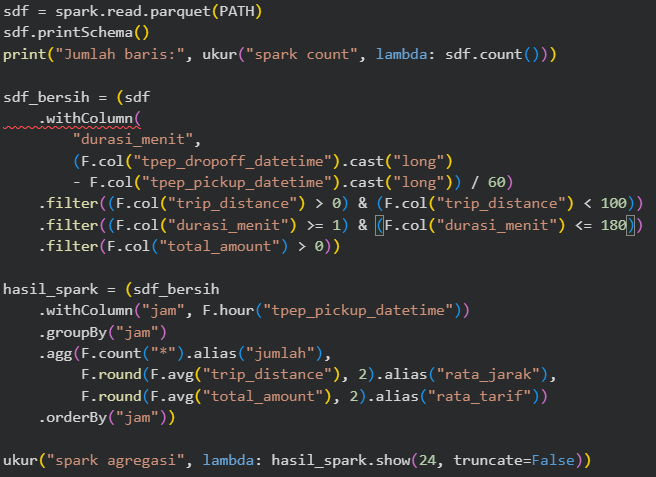 sdf = spark.read.parquet(PATH)
sdf.printSchema()
print("Jumlah baris:", ukur("spark count", lambda: sdf.count()))

sdf_bersih = (sdf
    .withColumn(
        "durasi_menit",
        (F.col("tpep_dropoff_datetime").cast("long")
        - F.col("tpep_pickup_datetime").cast("long")) / 60)
    .filter((F.col("trip_distance") > 0) & (F.col("trip_distance") < 100))
    .filter((F.col("durasi_menit") >= 1) & (F.col("durasi_menit") <= 180))
    .filter(F.col("total_amount") > 0))

hasil_spark = (sdf_bersih
    .withColumn("jam", F.hour("tpep_pickup_datetime"))
    .groupBy("jam")
    .agg(F.count("*").alias("jumlah"),
         F.round(F.avg("trip_distance"), 2).alias("rata_jarak"),
         F.round(F.avg("total_amount"), 2).alias("rata_tarif"))
    .orderBy("jam"))

ukur("spark agregasi", lambda: hasil_spark.show(24, truncate=False))